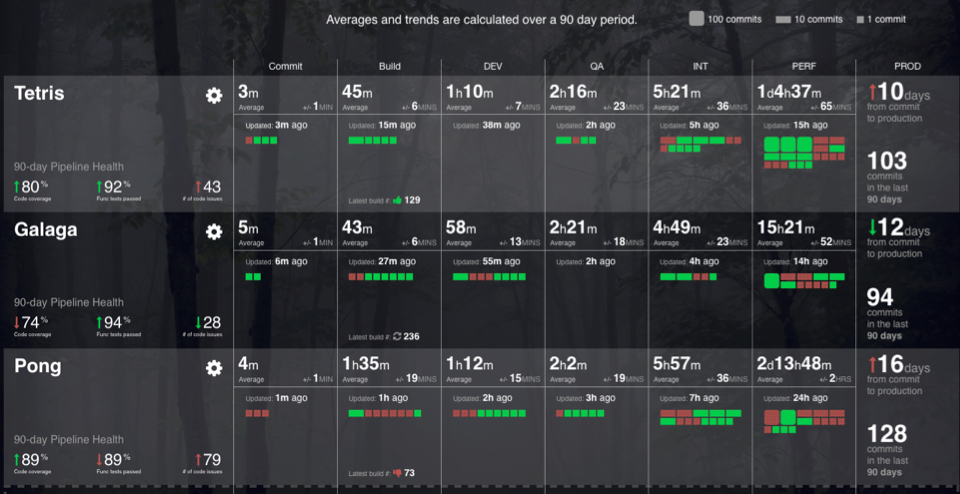 Averages and trends are calculated over a 90 day period.
100 commits 10 commits 1 commit
Commit Build DEV QA INT PERF PROD
Tetris
3m 45m 1h10m 2h16m 5h21m 1d4h37m ↑10days
Average +/- 1MIN Average +/- 6MINS Average +/- 7MINS Average +/- 23MINS Average +/- 36MINS Average +/- 65MINS
from commit
to production
Updated: 3m ago Updated: 15m ago Updated: 38m ago Updated: 2h ago Updated: 5h ago Updated: 15h ago
90-day Pipeline Health
↑80% ↑92% ↑43
Code coverage Func tests passed # of code issues
Latest build #: 129
103
commits
in the last
90 days
Galaga
5m 43m 58m 2h21m 4h49m 15h21m ↓12days
Average +/- 1MIN Average +/- 6MINS Average +/- 13MINS Average +/- 18MINS Average +/- 23MINS Average +/- 52MINS
from commit
to production
Updated: 6m ago Updated: 27m ago Updated: 55m ago Updated: 2h ago Updated: 4h ago Updated: 14h ago
90-day Pipeline Health
↓74% ↑94% ↓28
Code coverage Func tests passed # of code issues
Latest build #: 236
94
commits
in the last
90 days
Pong
4m 1h35m 1h12m 2h2m 5h57m 2d13h48m ↑16days
Average +/- 1MIN Average +/- 19MINS Average +/- 15MINS Average +/- 19MINS Average +/- 36MINS Average +/- 2HRS
from commit
to production
Updated: 1m ago Updated: 1h ago Updated: 2h ago Updated: 3h ago Updated: 7h ago Updated: 24h ago
90-day Pipeline Health
↑89% ↓89% ↑79
Code coverage Func tests passed # of code issues
Latest build #: 73
128
commits
in the last
90 days